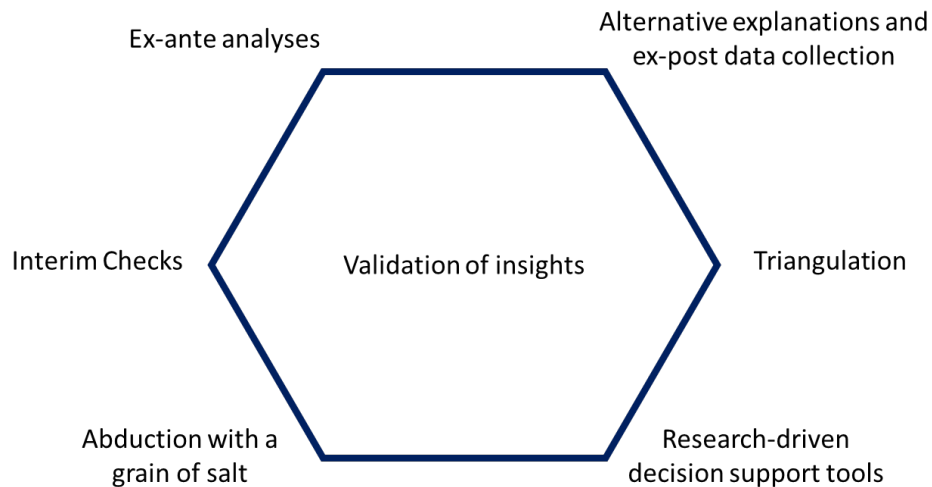 Ex-ante analyses
Alternative explanations and
ex-post data collection
Interim Checks
Validation of insights
Triangulation
Abduction with a
grain of salt
Research-driven
decision support tools